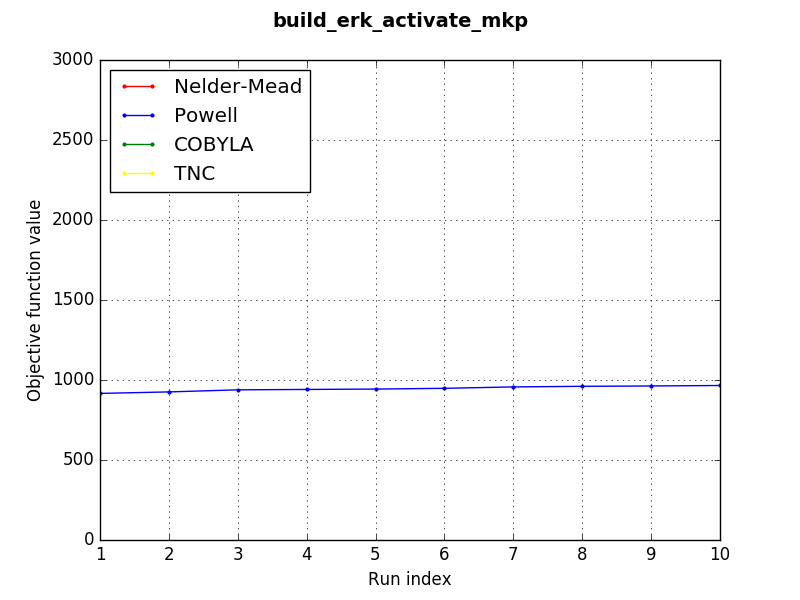 build_erk_activate_mkp
3000
2500
2000
1500
1000
500
0
Objective function value
Nelder-Mead
Powell
COBYLA
TNC
1 2 3 4 5 6 7 8 9 10
Run index